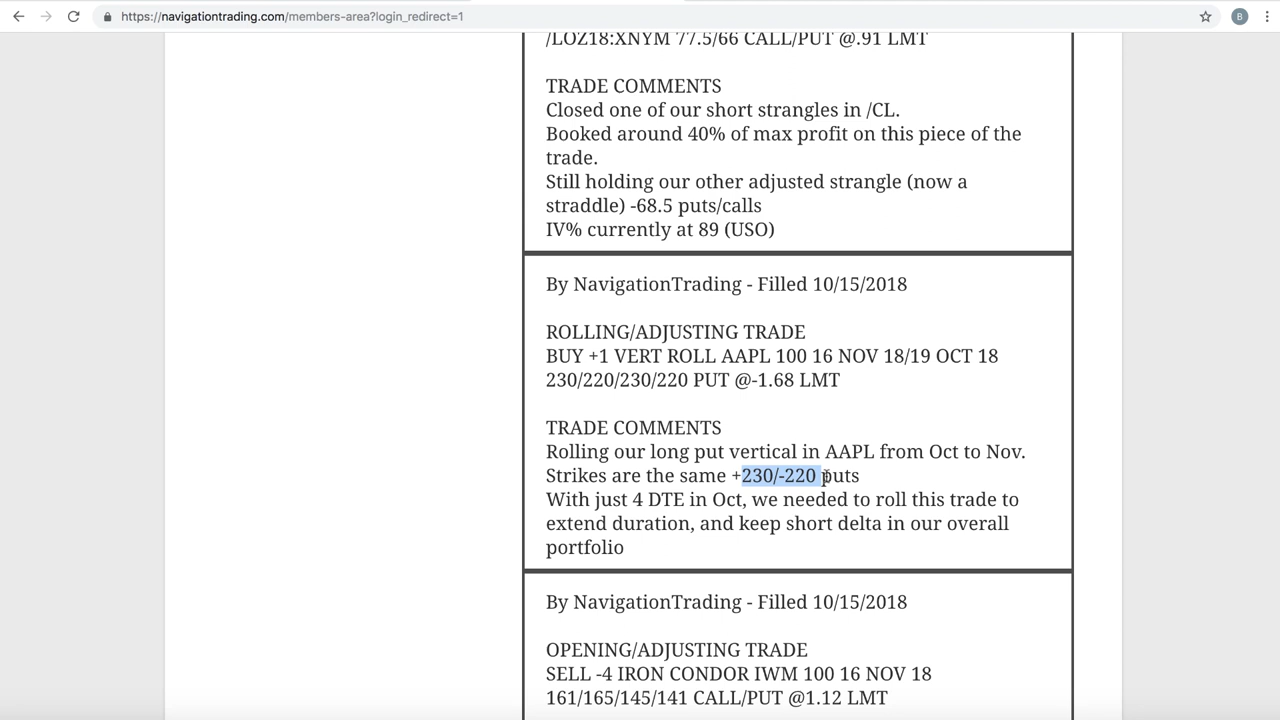 https://navigationtrading.com/members-area?login_redirect=1
B
/LOZ18:XNYM 77.5/66 CALL/PUT @.91 LMT
TRADE COMMENTS
Closed one of our short strangles in /CL.
Booked around 40% of max profit on this piece of the
trade.
Still holding our other adjusted strangle (now a
straddle) -68.5 puts/calls
IV% currently at 89 (USO)
By NavigationTrading - Filled 10/15/2018
ROLLING/ADJUSTING TRADE
BUY +1 VERT ROLL AAPL 100 16 NOV 18/19 OCT 18
230/220/230/220 PUT @-1.68 LMT
TRADE COMMENTS
Rolling our long put vertical in AAPL from Oct to Nov.
Strikes are the same +230/-220 puts
With just 4 DTE in Oct, we needed to roll this trade to
extend duration, and keep short delta in our overall
portfolio
By NavigationTrading - Filled 10/15/2018
OPENING/ADJUSTING TRADE
SELL -4 IRON CONDOR IWM 100 16 NOV 18
161/165/145/141 CALL/PUT @1.12 LMT